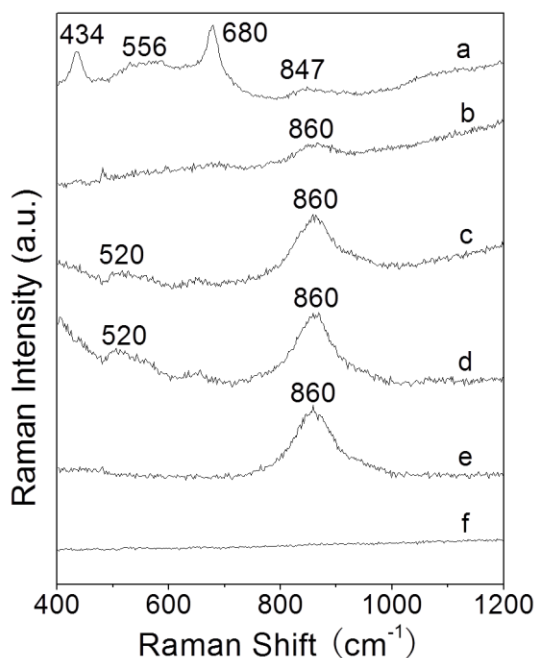 434 556 680 847 a
860 b
520 860 c
520 860 d
860 e
f
Raman Intensity (a.u.)
400 600 800 1000 1200
Raman Shift (cm⁻¹)